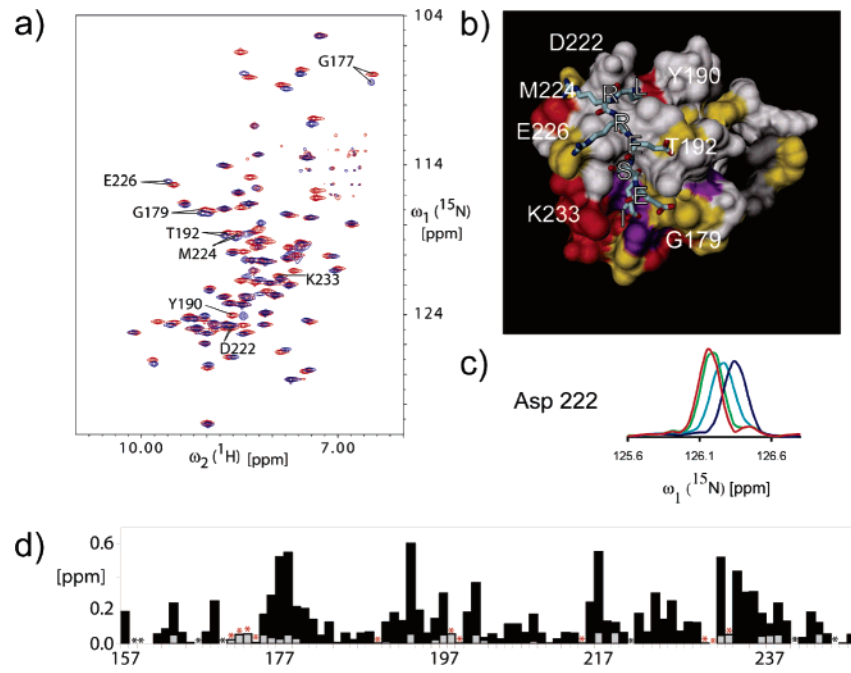 a)
104
G177
114
E226
G179
ω1 (15N)
[ppm]
T192
M224
K233
Y190
124
D222
10.00
7.00
ω2 (1H) [ppm]
b)
D222
Y190
M224
R L
R
E226
F
T192
S
E
K233
I
G179
c)
Asp 222
125.6
126.1
126.6
ω1 (15N) [ppm]
d)
0.6
[ppm]
0.2
0.0
157
177
197
217
237